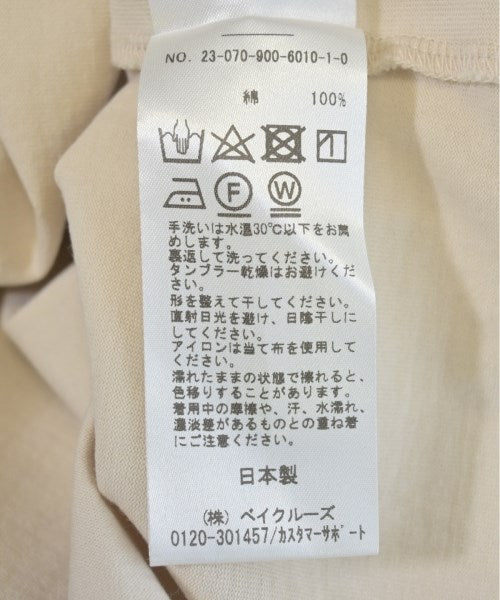 NO. 23-070-900-6010-1-0
綿 100%
F W
手洗いは水温30℃以下をお薦
めします。
裏返して洗ってください。
タンブラー乾燥はお避けくださ
い。
形を整えて干してください。
直射日光を避け、日陰干しにし
てください。
アイロンは当て布を使用して
ください。
濡れたままの状態で擦れると、
色移りすることがあります。
着用中の摩擦や、汗、水濡れ、
濃淡差があるものとの重ね着
にご注意ください。
日本製
(株) ベイクルーズ
0120-301457/カスタマーサポート